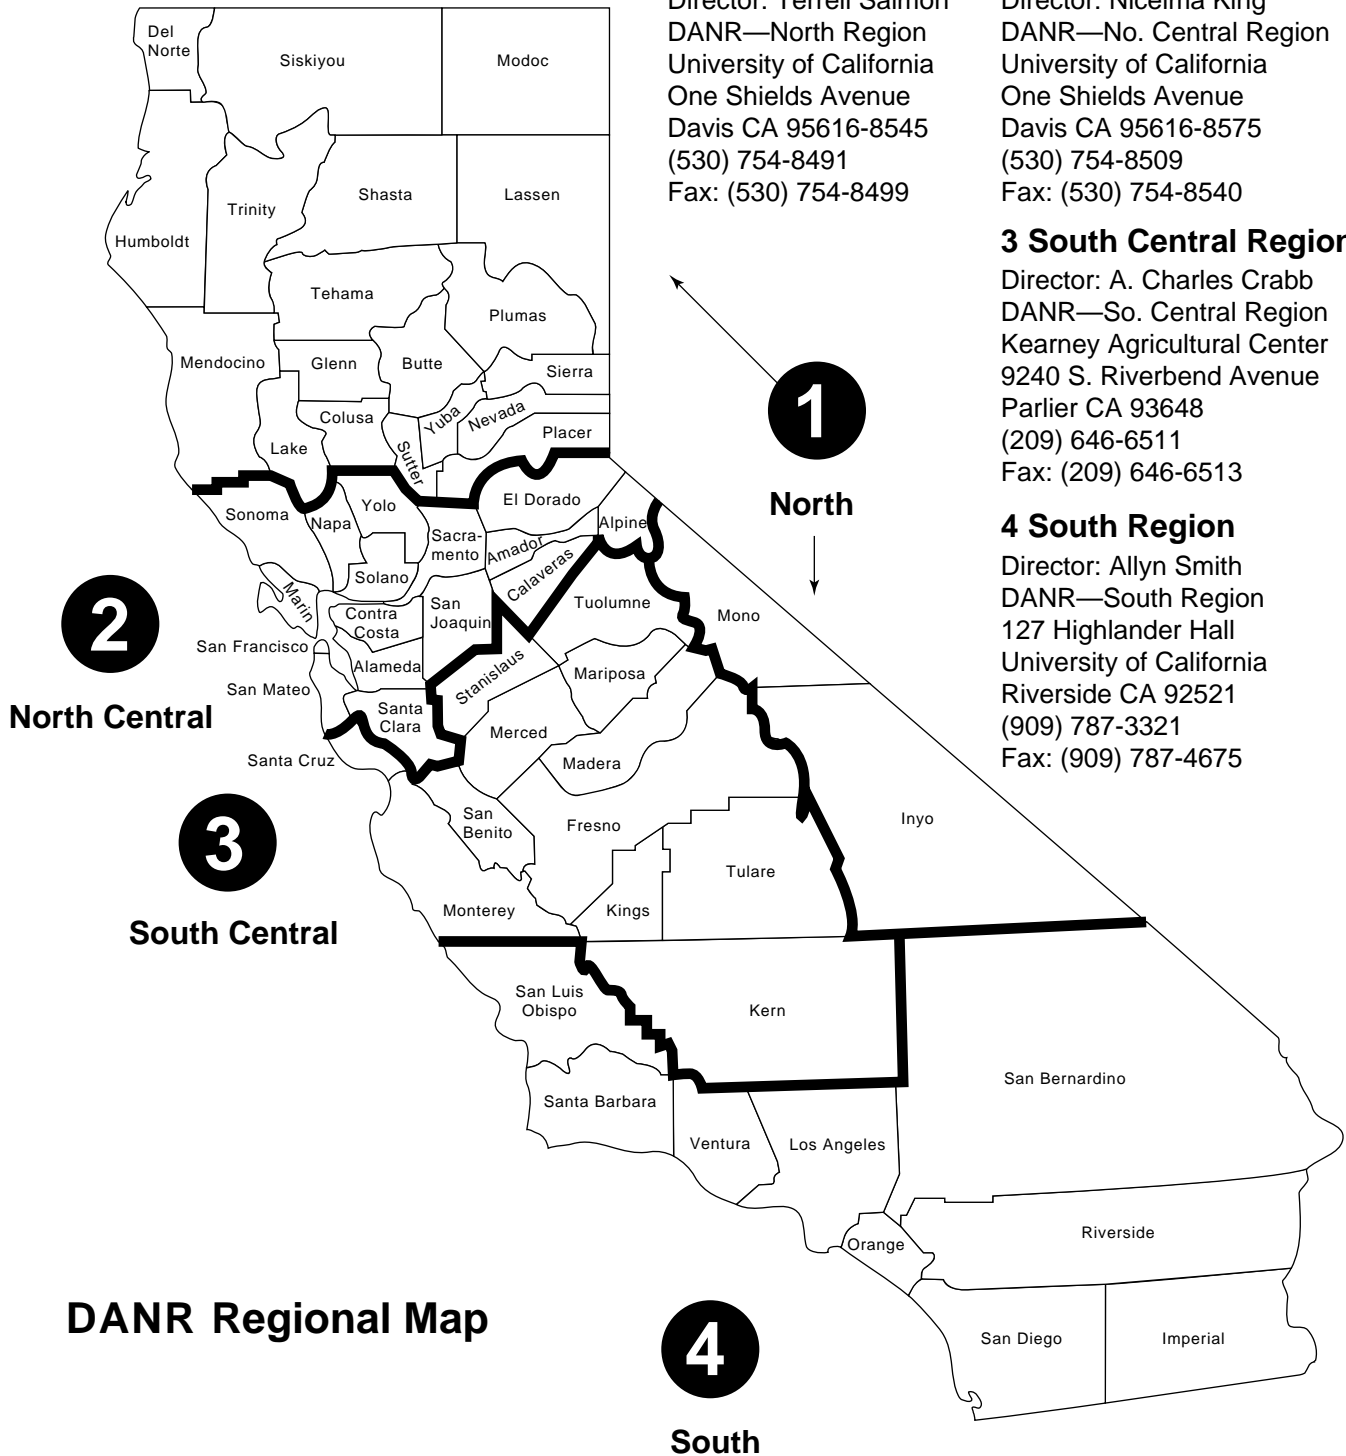 Director: Terrell Salmon
DANR—North Region
University of California
One Shields Avenue
Davis CA 95616-8545
(530) 754-8491
Fax: (530) 754-8499
Director: Nicelma King
DANR—No. Central Region
University of California
One Shields Avenue
Davis CA 95616-8575
(530) 754-8509
Fax: (530) 754-8540
3 South Central Region
Director: A. Charles Crabb
DANR—So. Central Region
Kearney Agricultural Center
9240 S. Riverbend Avenue
Parlier CA 93648
(209) 646-6511
Fax: (209) 646-6513
4 South Region
Director: Allyn Smith
DANR—South Region
127 Highlander Hall
University of California
Riverside CA 92521
(909) 787-3321
Fax: (909) 787-4675
Del
Norte
Siskiyou
Modoc
Shasta
Lassen
Trinity
Humboldt
Tehama
Plumas
Mendocino
Glenn
Butte
Sierra
Colusa
Yuba
Nevada
Placer
Lake
Sutter
1
North
El Dorado
Yolo
Sonoma
Napa
Sacra-
mento
Alpine
Amador
Calaveras
Solano
Marin
Contra
Costa
San
Joaquin
Tuolumne
Mono
2
North Central
San Francisco
Alameda
Stanislaus
Mariposa
San Mateo
Santa
Clara
Merced
Santa Cruz
Madera
3
South Central
San
Benito
Fresno
Inyo
Tulare
Monterey
Kings
San Luis
Obispo
Kern
San Bernardino
Santa Barbara
Ventura
Los Angeles
Orange
Riverside
DANR Regional Map
San Diego
Imperial
4
South